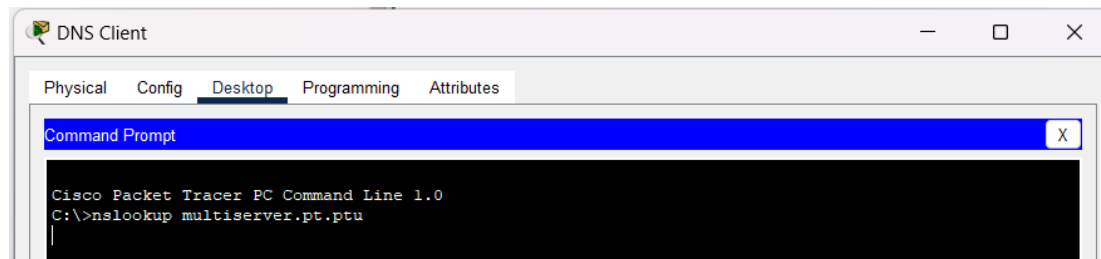 DNS Client
Physical Config Desktop Programming Attributes
Command Prompt
X
Cisco Packet Tracer PC Command Line 1.0
C:\>nslookup multiserver.pt.ptu